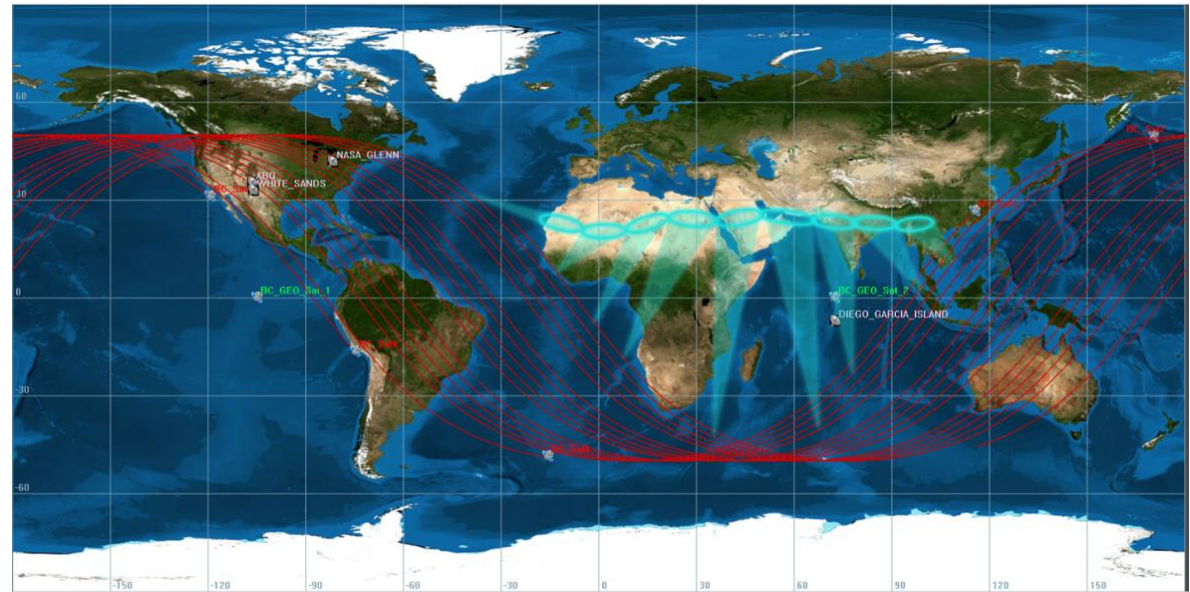 60
BC_Sat
NASA_GLENN
ABQ
WHITE_SANDS
30
0
BC_GEO_Sat_1
BC_GEO_Sat_2
DIEGO_GARCIA_ISLAND
-30
-60
-150
-120
-90
-60
-30
0
30
60
90
120
150